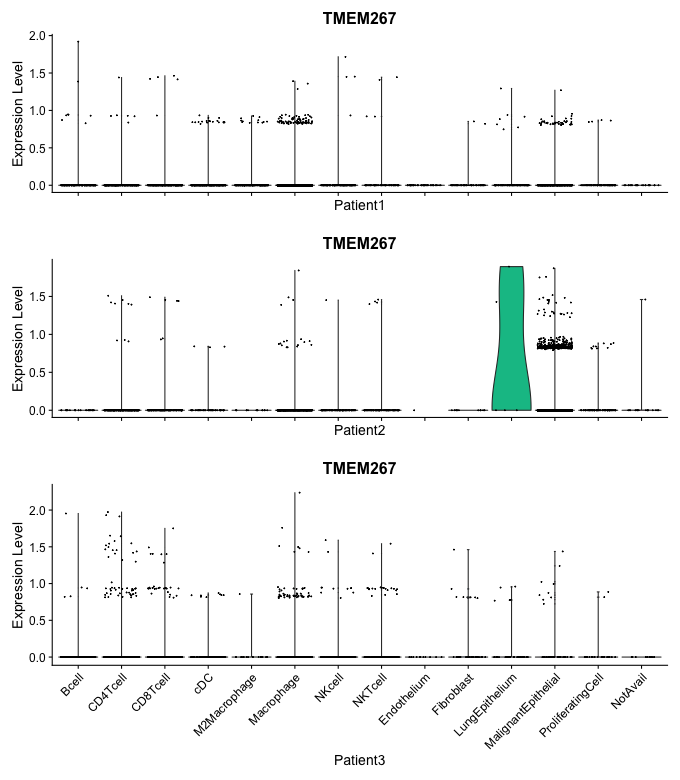 TMEM267
Expression Level
2.0
1.5
1.0
0.5
0.0
Patient1
TMEM267
Expression Level
1.5
1.0
0.5
0.0
Patient2
TMEM267
Expression Level
2.0
1.5
1.0
0.5
0.0
Bcell
CD4Tcell
CD8Tcell
cDC
M2Macrophage
Macrophage
NKcell
NKTcell
Endothelium
Fibroblast
LungEpithelium
MalignantEpithelial
ProliferatingCell
NotAvail
Patient3